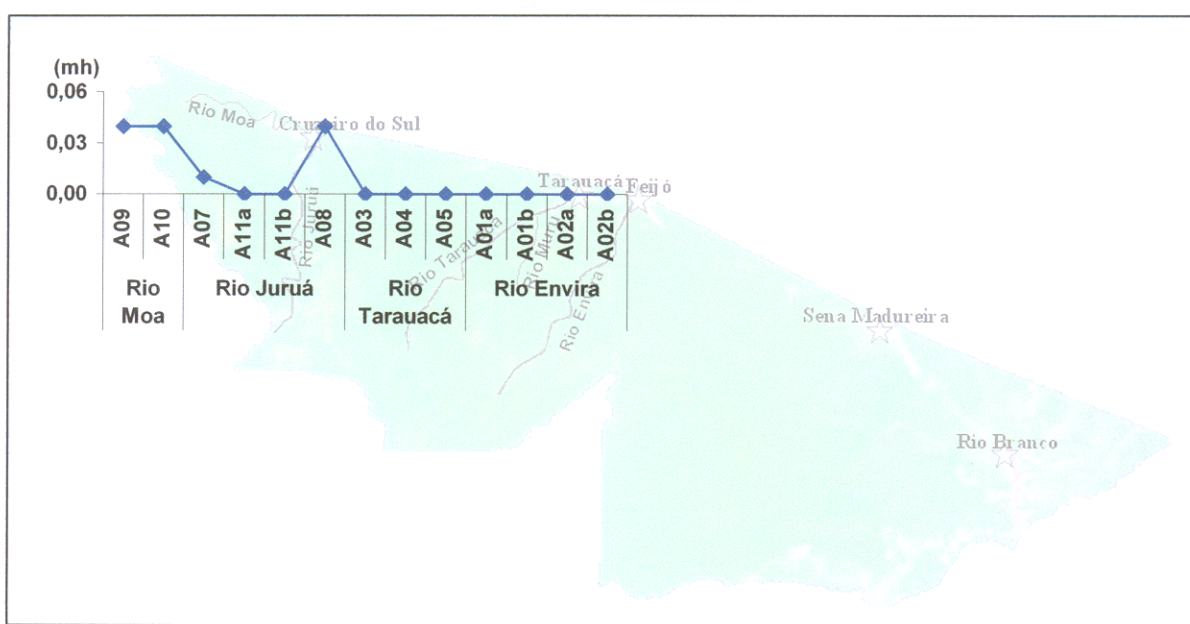 (mh)
0,06
0,03
0,00
A09 A10 A07 A11a A11b A08 A03 A04 A05 A01a A01b A02a A02b
Rio Moa
Rio Juruá
Rio Tarauacá
Rio Envira
Rio Moa
Cruzeiro do Sul
Rio Juruá
Tarauacá
Feijó
Rio Tarauacá
Rio Muru
Rio Envira
Sena Madureira
Rio Branco